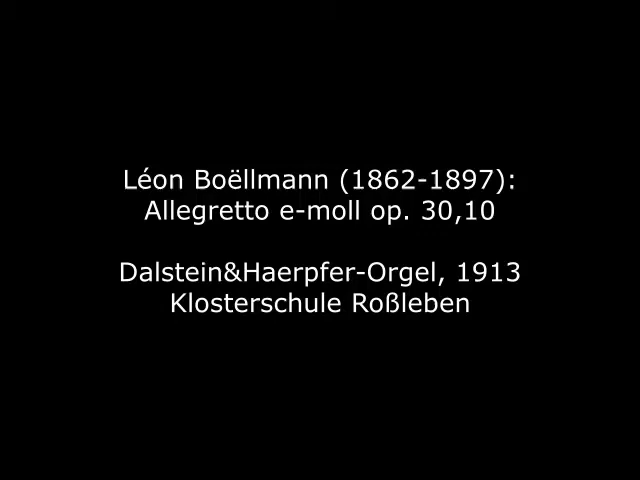 Léon Boëllmann (1862-1897):
Allegretto e-moll op. 30,10
Dalstein&Haerpfer-Orgel, 1913
Klosterschule Roßleben